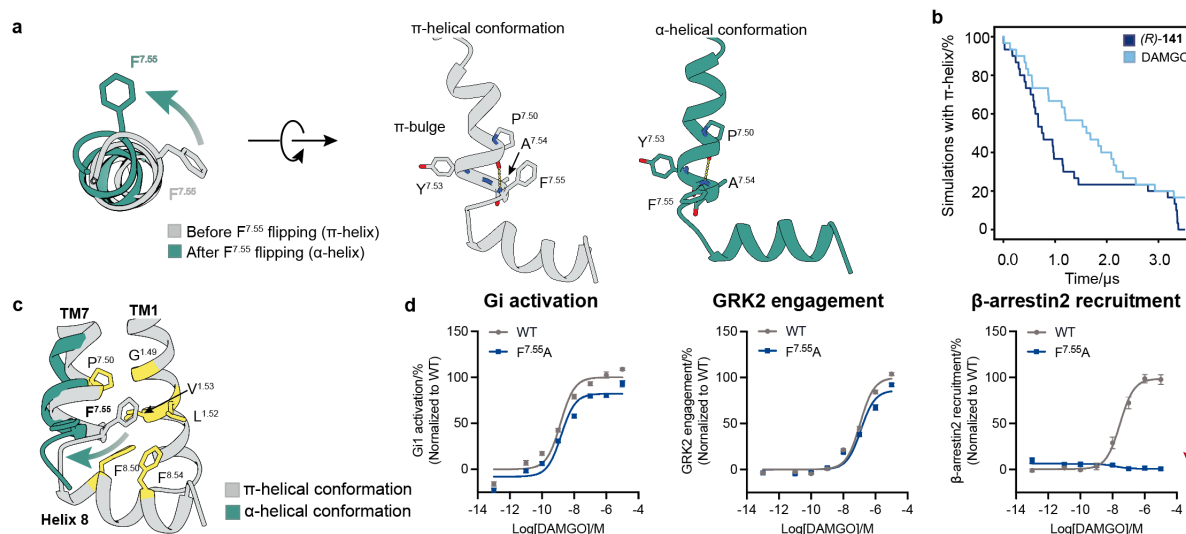 a
F7.55
F7.55
Before F7.55 flipping (π-helix)
After F7.55 flipping (α-helix)
π-helical conformation
π-bulge
P7.50
A7.54
Y7.53
F7.55
α-helical conformation
Y7.53
P7.50
A7.54
F7.55
b
Simulations with π-helix/%
100
80
60
40
20
0
(R)-141
DAMGO
0.0 1.0 2.0 3.0
Time/µs
c
TM7 TM1
P7.50
G1.49
F7.55
V1.53
L1.52
F8.50
F8.54
Helix 8
π-helical conformation
α-helical conformation
d
Gi activation
WT
F7.55A
Gi1 activation/%
(Nornalized to WT)
150
100
50
0
-14 -12 -10 -8 -6 -4
Log[DAMGO]/M
GRK2 engagement
WT
F7.55A
GRK2 engagement/%
(Nornalized to WT)
150
100
50
0
-14 -12 -10 -8 -6 -4
Log[DAMGO]/M
β-arrestin2 recruitment
WT
F7.55A
β-arrestin2 recruitment/%
(Nornalized to WT)
150
100
50
0
-14 -12 -10 -8 -6 -4
Log[DAMGO]/M